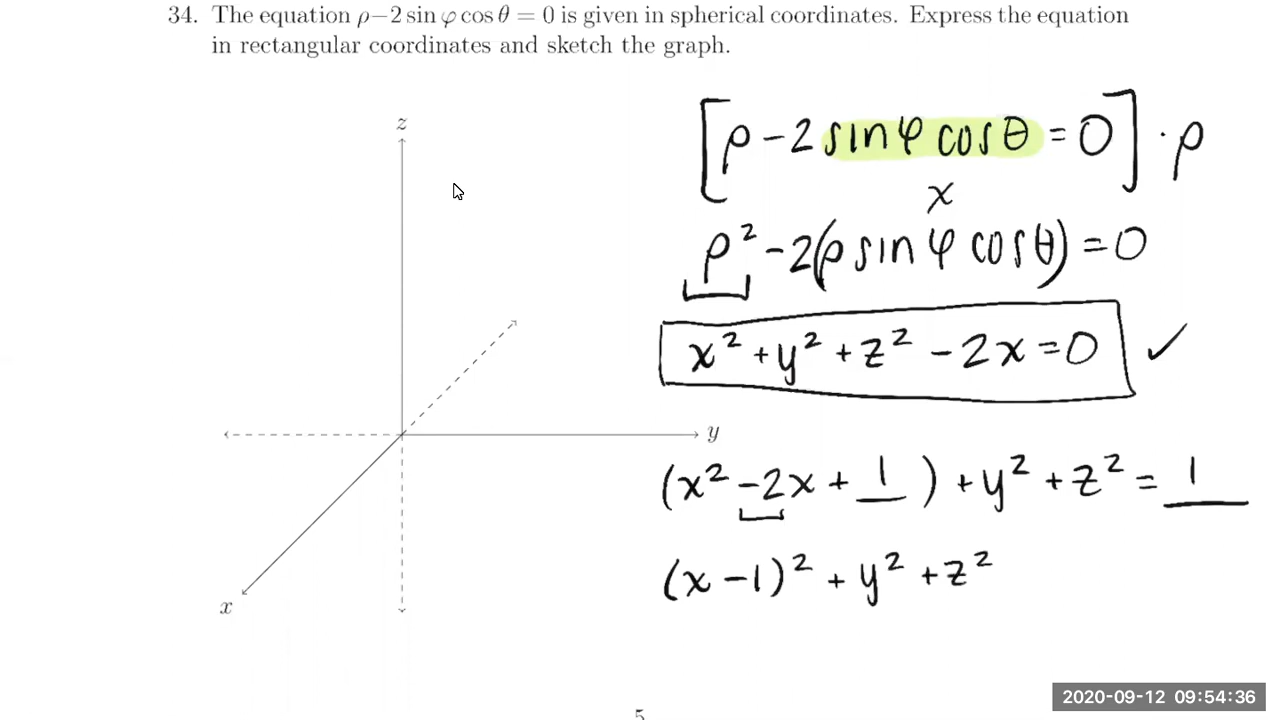 34. The equation ρ−2 sin φ cos θ = 0 is given in spherical coordinates. Express the equation
in rectangular coordinates and sketch the graph.
z
[ρ − 2 sin φ cos θ = 0] · ρ
x
ρ² − 2(ρ sin φ cos θ) = 0
x² + y² + z² − 2x = 0 ✓
y
(x² − 2x + 1) + y² + z² = 1
(x − 1)² + y² + z²
x
2020-09-12 09:54:36
5